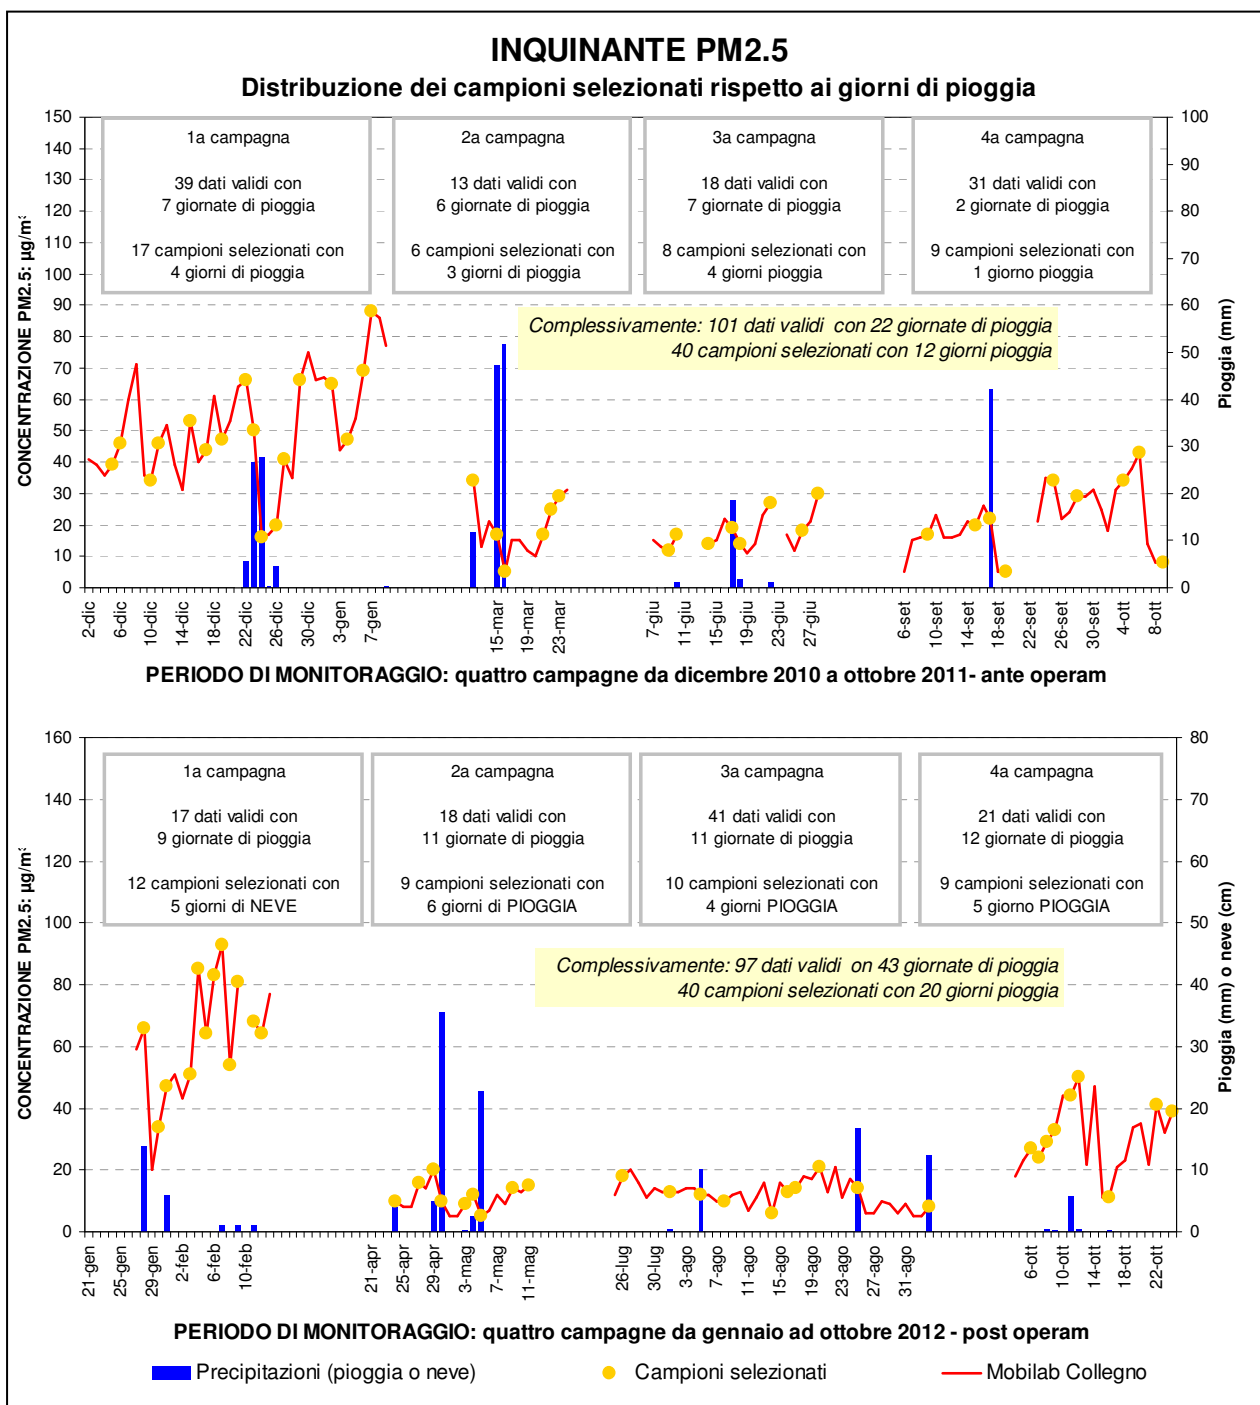 INQUINANTE PM2.5
Distribuzione dei campioni selezionati rispetto ai giorni di pioggia
CONCENTRAZIONE PM2.5: µg/m³
150
140
130
120
110
100
90
80
70
60
50
40
30
20
10
0
1a campagna
39 dati validi con
7 giornate di pioggia
17 campioni selezionati con
4 giorni di pioggia
2a campagna
13 dati validi con
6 giornate di pioggia
6 campioni selezionati con
3 giorni di pioggia
3a campagna
18 dati validi con
7 giornate di pioggia
8 campioni selezionati con
4 giorni pioggia
4a campagna
31 dati validi con
2 giornate di pioggia
9 campioni selezionati con
1 giorno pioggia
Complessivamente: 101 dati validi con 22 giornate di pioggia
40 campioni selezionati con 12 giorni pioggia
100
90
80
70
60
50
40
30
20
10
0
Pioggia (mm)
2-dic
6-dic
10-dic
14-dic
18-dic
22-dic
26-dic
30-dic
3-gen
7-gen
15-mar
19-mar
23-mar
7-giu
11-giu
15-giu
19-giu
23-giu
27-giu
6-set
10-set
14-set
18-set
22-set
26-set
30-set
4-ott
8-ott
PERIODO DI MONITORAGGIO: quattro campagne da dicembre 2010 a ottobre 2011- ante operam
CONCENTRAZIONE PM2.5: µg/m³
160
140
120
100
80
60
40
20
0
1a campagna
17 dati validi con
9 giornate di pioggia
12 campioni selezionati con
5 giorni di NEVE
2a campagna
18 dati validi con
11 giornate di pioggia
9 campioni selezionati con
6 giorni di PIOGGIA
3a campagna
41 dati validi con
11 giornate di pioggia
10 campioni selezionati con
4 giorni PIOGGIA
4a campagna
21 dati validi con
12 giornate di pioggia
9 campioni selezionati con
5 giorno PIOGGIA
Complessivamente: 97 dati validi on 43 giornate di pioggia
40 campioni selezionati con 20 giorni pioggia
80
70
60
50
40
30
20
10
0
Pioggia (mm) o neve (cm)
21-gen
25-gen
29-gen
2-feb
6-feb
10-feb
21-apr
25-apr
29-apr
3-mag
7-mag
11-mag
26-lug
30-lug
3-ago
7-ago
11-ago
15-ago
19-ago
23-ago
27-ago
31-ago
6-ott
10-ott
14-ott
18-ott
22-ott
PERIODO DI MONITORAGGIO: quattro campagne da gennaio ad ottobre 2012 - post operam
Precipitazioni (pioggia o neve)
Campioni selezionati
Mobilab Collegno